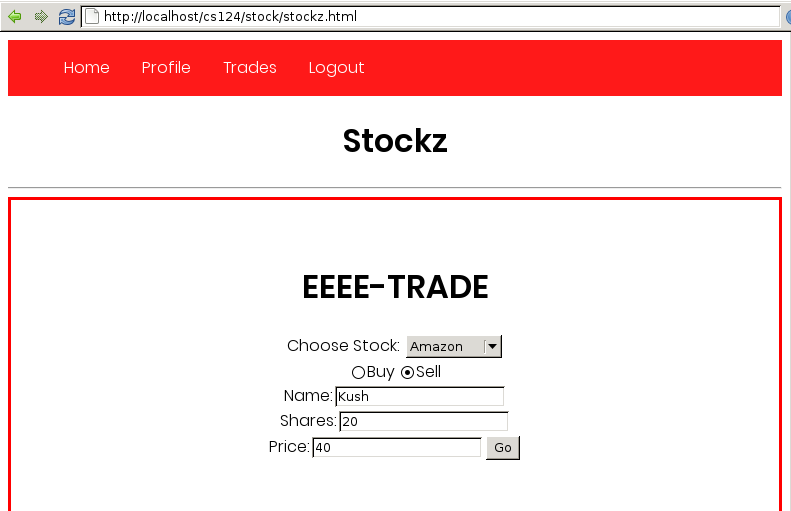 http://localhost/cs124/stock/stockz.html
Home Profile Trades Logout
Stockz
EEEE-TRADE
Choose Stock: Amazon
Buy Sell
Name: Kush
Shares: 20
Price: 40 Go